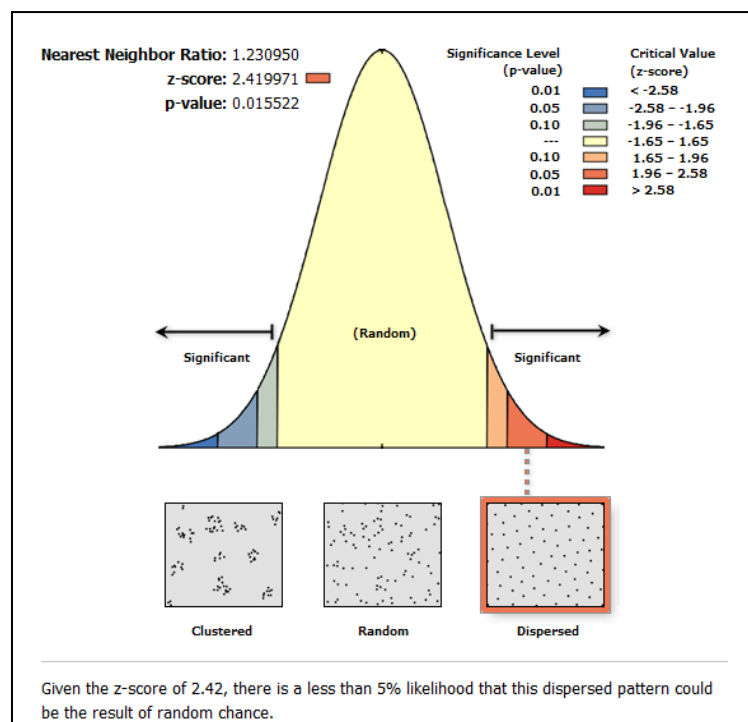 Nearest Neighbor Ratio: 1.230950
z-score: 2.419971
p-value: 0.015522
Significance Level (p-value) Critical Value (z-score)
0.01 < -2.58
0.05 -2.58 – -1.96
0.10 -1.96 – -1.65
--- -1.65 – 1.65
0.10 1.65 – 1.96
0.05 1.96 – 2.58
0.01 > 2.58
Significant (Random) Significant
Clustered Random Dispersed
Given the z-score of 2.42, there is a less than 5% likelihood that this dispersed pattern could
be the result of random chance.